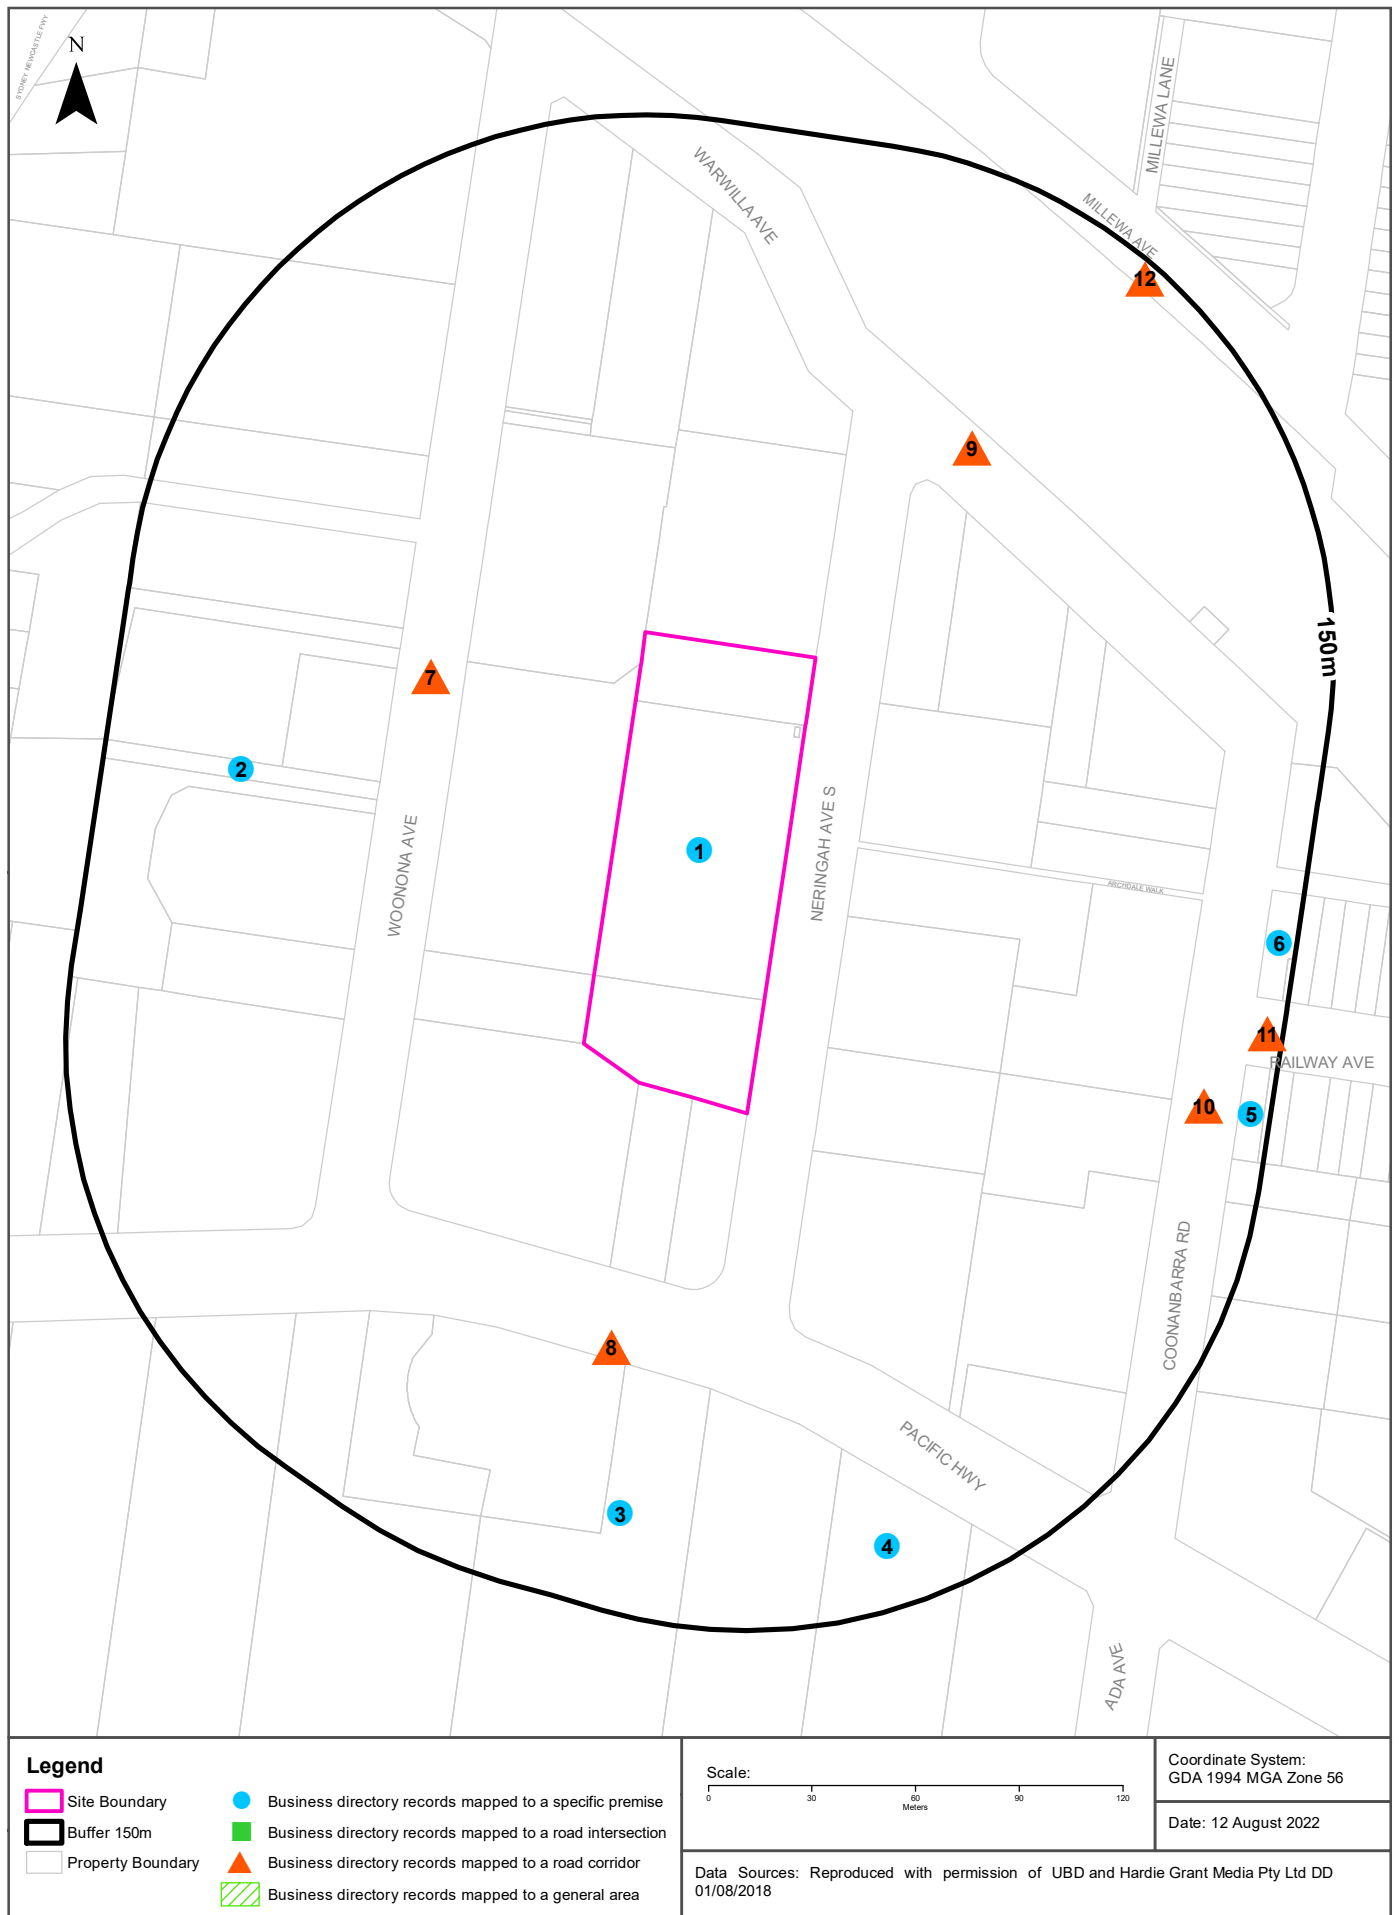 SYDNEY NEWCASTLE FWY
N
MILLEWA LANE
WARWILLA AVE
MILLEWA AVE
12
9
150m
7
2
NERINGAH AVE S
1
WOONONA AVE
ARCHDALE WALK
6
11
RAILWAY AVE
10
5
COONANBARRA RD
8
PACIFIC HWY
3
4
ADA AVE
Legend
Site Boundary
Buffer 150m
Property Boundary
Business directory records mapped to a specific premise
Business directory records mapped to a road intersection
Business directory records mapped to a road corridor
Business directory records mapped to a general area
Scale:
0 30 60 90 120
Meters
Coordinate System:
GDA 1994 MGA Zone 56
Date: 12 August 2022
Data Sources: Reproduced with permission of UBD and Hardie Grant Media Pty Ltd DD
01/08/2018